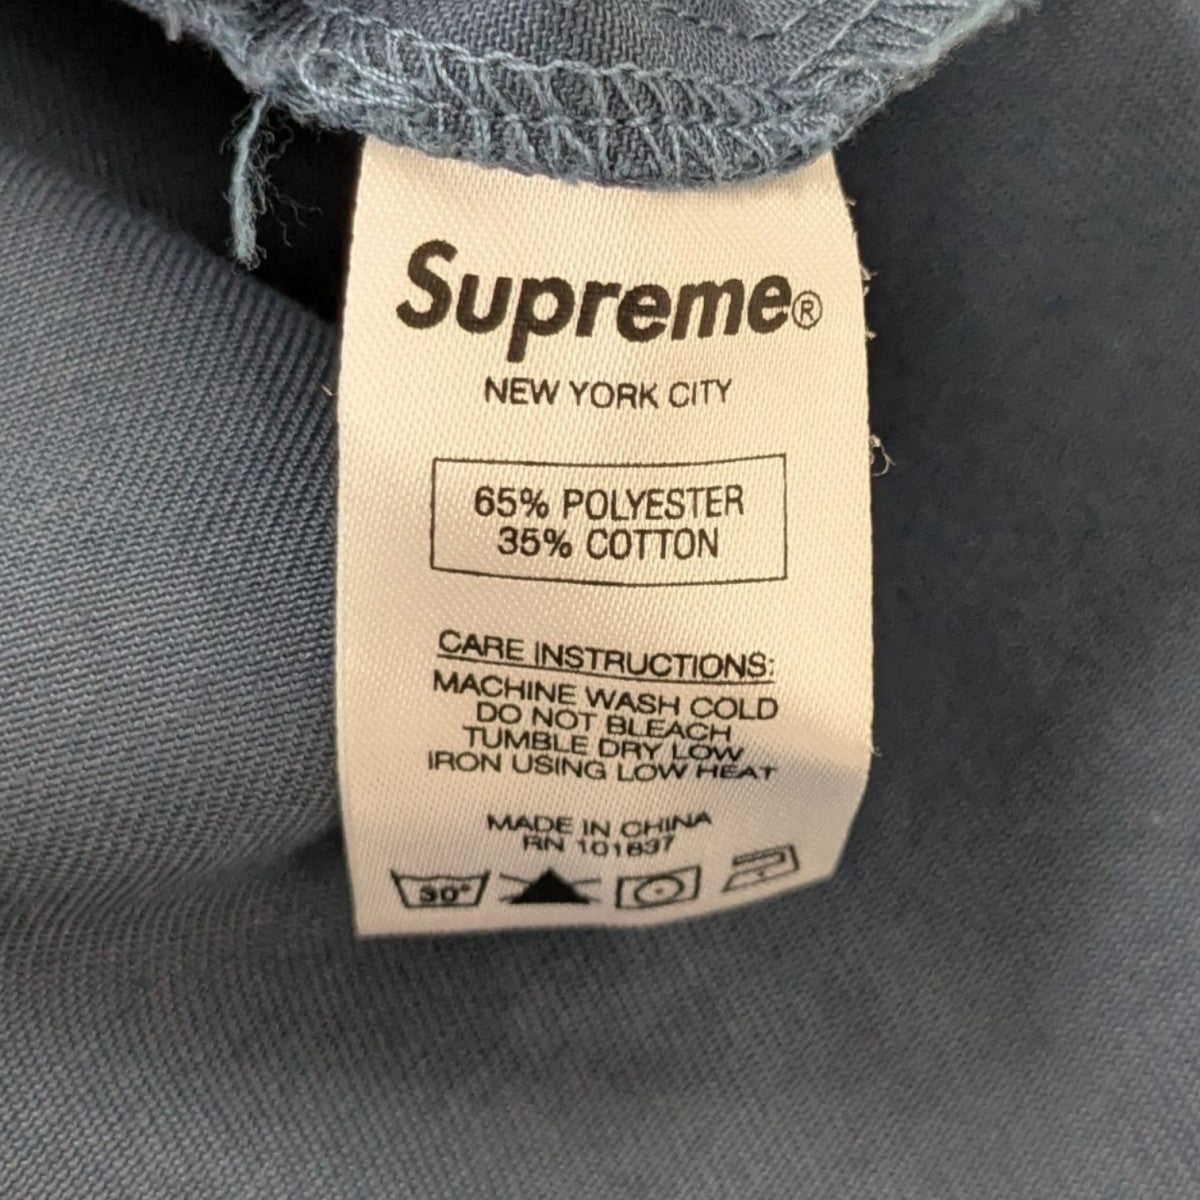 Supreme®
NEW YORK CITY
65% POLYESTER
35% COTTON
CARE INSTRUCTIONS:
MACHINE WASH COLD
DO NOT BLEACH
TUMBLE DRY LOW
IRON USING LOW HEAT
MADE IN CHINA
RN 101837
30°